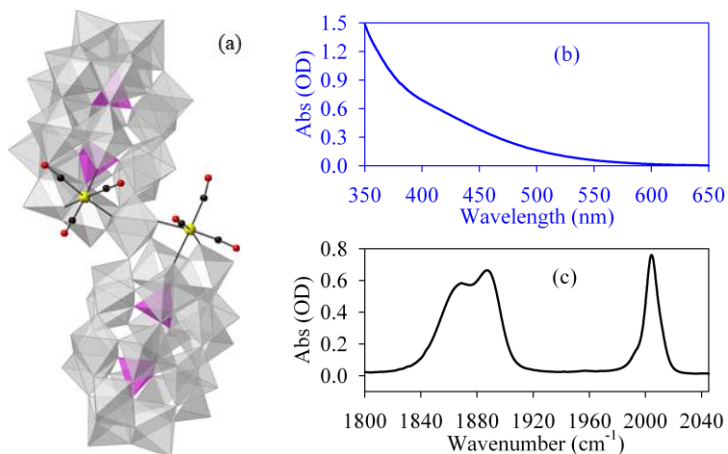 (a)
(b)
Abs (OD)
1.5
1.2
0.9
0.6
0.3
0.0
350 400 450 500 550 600 650
Wavelength (nm)
(c)
Abs (OD)
0.8
0.6
0.4
0.2
0.0
1800 1840 1880 1920 1960 2000 2040
Wavenumber (cm⁻¹)